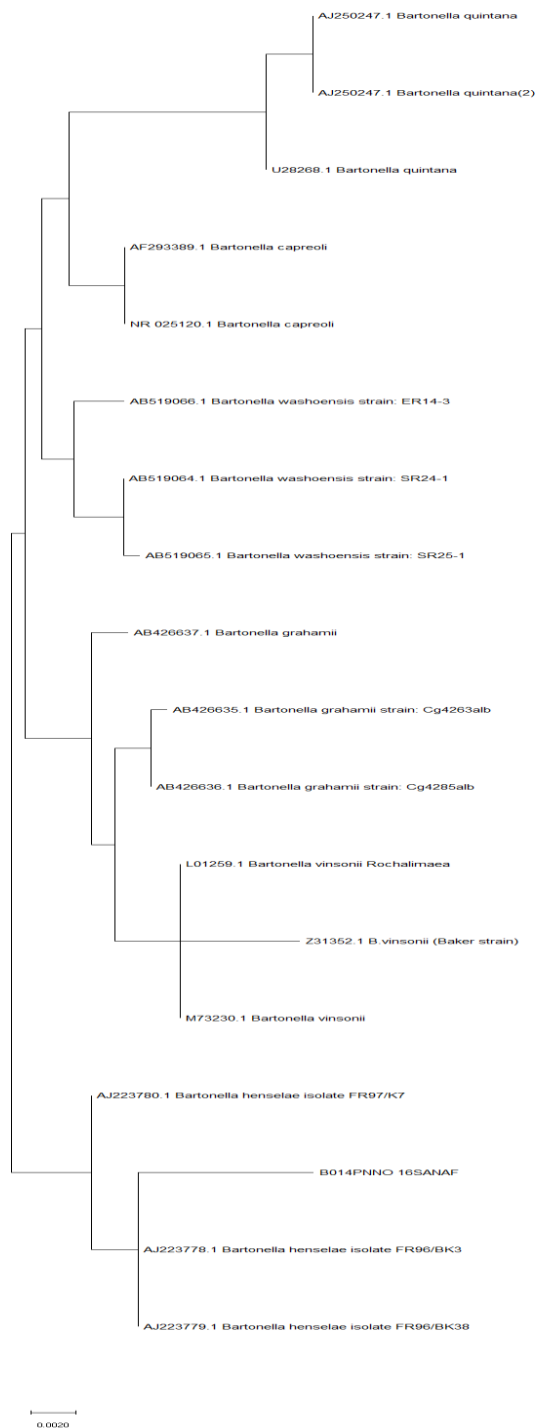 AJ250247.1 Bartonella quintana
AJ250247.1 Bartonella quintana(2)
U28268.1 Bartonella quintana
AF293389.1 Bartonella capreoli
NR 025120.1 Bartonella capreoli
AB519066.1 Bartonella washoensis strain: ER14-3
AB519064.1 Bartonella washoensis strain: SR24-1
AB519065.1 Bartonella washoensis strain: SR25-1
AB426637.1 Bartonella grahamii
AB426635.1 Bartonella grahamii strain: Cg4263alb
AB426636.1 Bartonella grahamii strain: Cg4285alb
L01259.1 Bartonella vinsonii Rochalimaea
Z31352.1 B.vinsonii (Baker strain)
M73230.1 Bartonella vinsonii
AJ223780.1 Bartonella henselae isolate FR97/K7
B014PNNO 16SANAF
AJ223778.1 Bartonella henselae isolate FR96/BK3
AJ223779.1 Bartonella henselae isolate FR96/BK38
0.0020